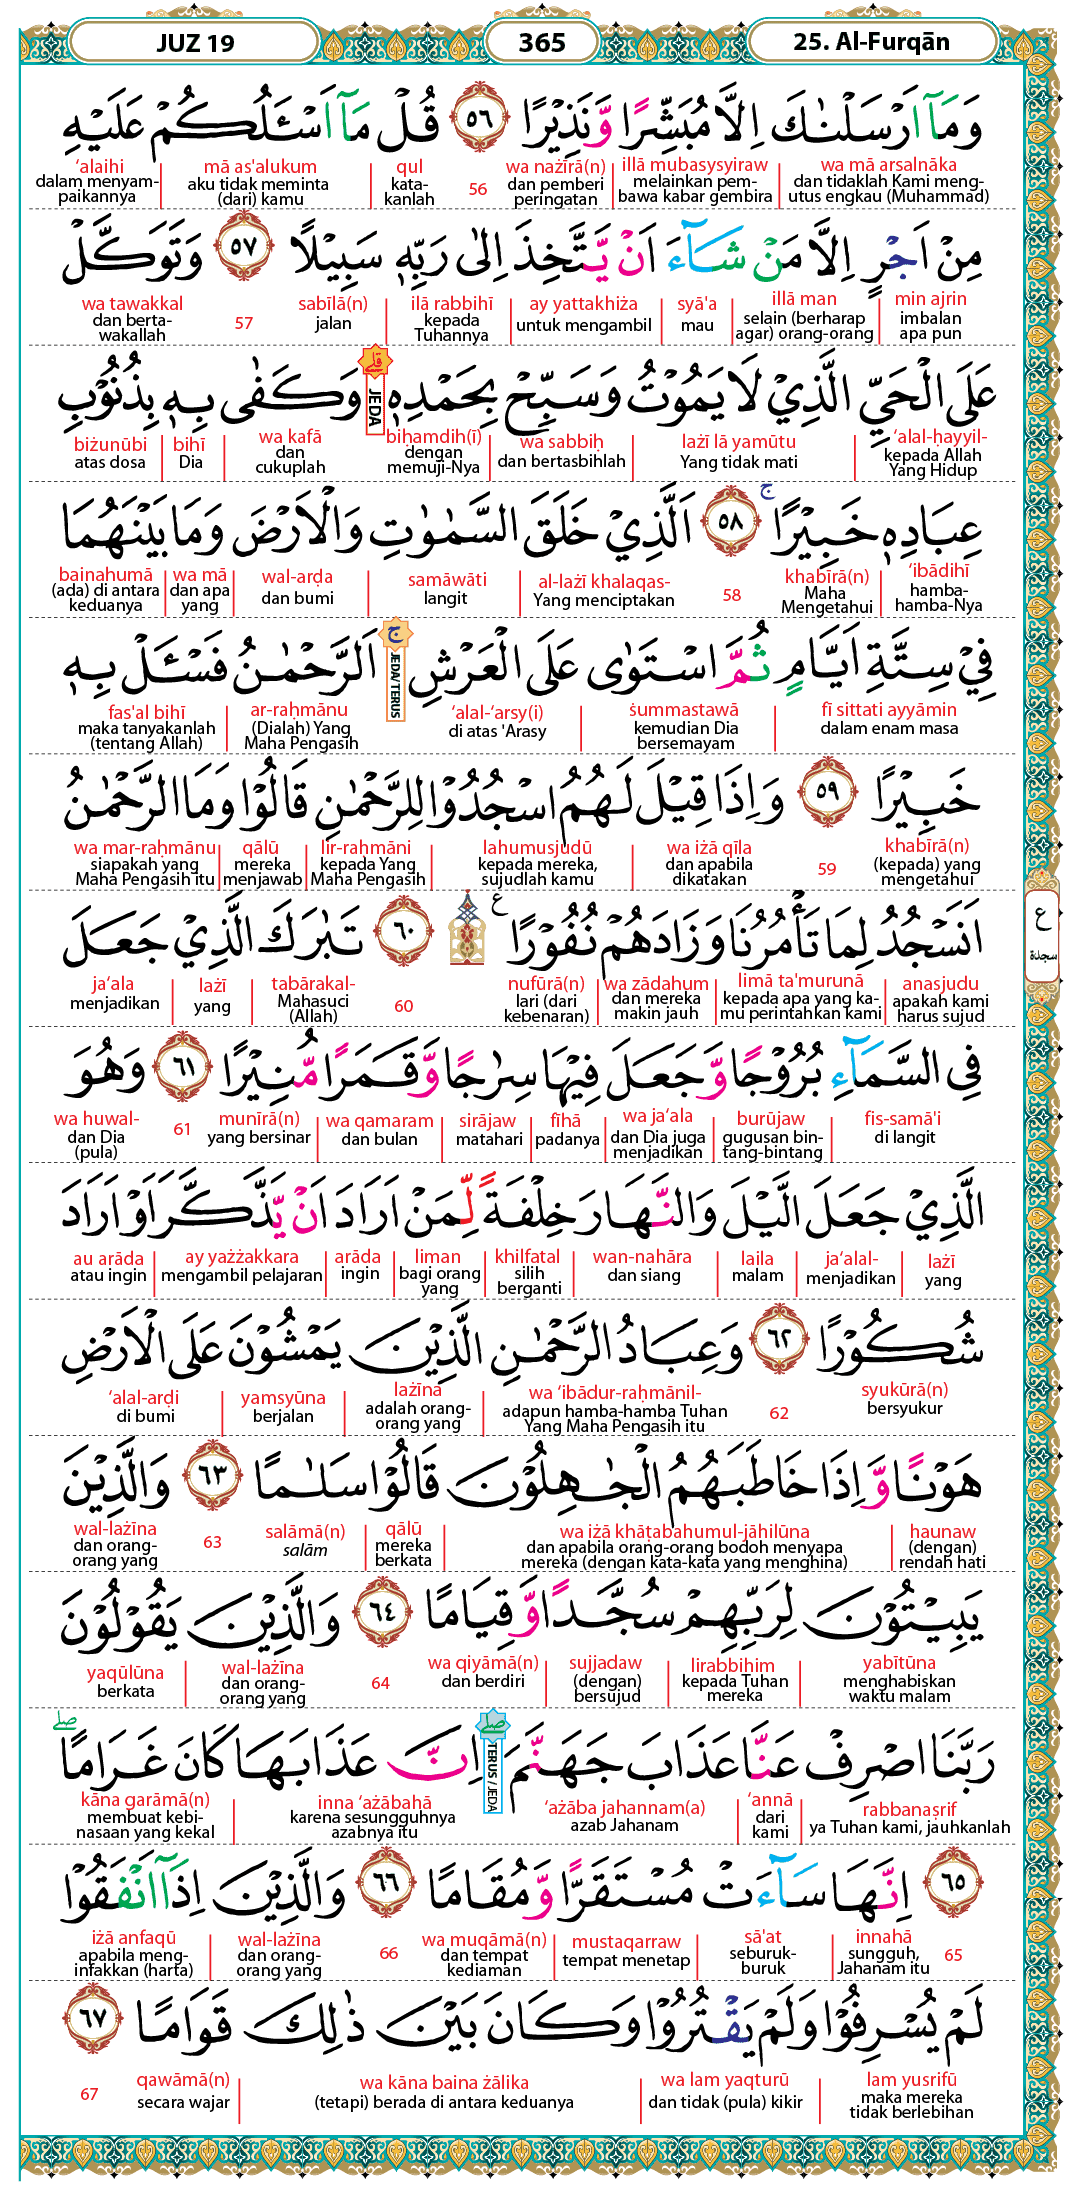 JUZ 19
365
25. Al-Furqān
وَمَآ اَرْسَلْنٰكَ اِلَّا مُبَشِّرًا وَّنَذِيْرًا ٥٦ قُلْ مَآ اَسْـَٔلُكُمْ عَلَيْهِ
wa mā arsalnāka illā mubasysyiraw wa nażīrā(n) 56 qul mā as'alukum ‘alaihi
dan tidaklah Kami meng-utus engkau (Muhammad) melainkan pem-bawa kabar gembira dan pemberi peringatan kata-kanlah aku tidak meminta (dari) kamu dalam menyam-paikannya
مِنْ اَجْرٍ اِلَّا مَنْ شَآءَ اَنْ يَّتَّخِذَ اِلٰى رَبِّهٖ سَبِيْلًا ٥٧ وَتَوَكَّلْ
min ajrin illā man syā'a ay yattakhiża ilā rabbihī sabīlā(n) 57 wa tawakkal
imbalan apa pun selain (berharap agar) orang-orang mau untuk mengambil kepada Tuhannya jalan dan berta-wakallah
عَلَى الْحَيِّ الَّذِيْ لَا يَمُوْتُ وَسَبِّحْ بِحَمْدِهٖ ۗ JEDA وَكَفٰى بِهٖ بِذُنُوْبِ
‘alal-ḥayyil- lażī lā yamūtu wa sabbiḥ biḥamdih(ī) wa kafā bihī biżunūbi
kepada Allah Yang Hidup Yang tidak mati dan bertasbihlah dengan memuji-Nya dan cukuplah Dia atas dosa
عِبَادِهٖ خَبِيْرًا ۚ ٥٨ اَلَّذِيْ خَلَقَ السَّمٰوٰتِ وَالْاَرْضَ وَمَا بَيْنَهُمَا
‘ibādihī khabīrā(n) 58 al-lażī khalaqas- samāwāti wal-arḍa wa mā bainahumā
hamba-hamba-Nya Maha Mengetahui Yang menciptakan langit dan bumi dan apa yang (ada) di antara keduanya
فِيْ سِتَّةِ اَيَّامٍ ثُمَّ اسْتَوٰى عَلَى الْعَرْشِ ۚ JEDA/TERUS اَلرَّحْمٰنُ فَسْـَٔلْ بِهٖ
fī sittati ayyāmin ṡummastawā ‘alal-‘arsy(i) ar-raḥmānu fas'al bihī
dalam enam masa kemudian Dia bersemayam di atas 'Arasy (Dialah) Yang Maha Pengasih maka tanyakanlah (tentang Allah)
خَبِيْرًا ٥٩ وَاِذَا قِيْلَ لَهُمُ اسْجُدُوْا لِلرَّحْمٰنِ قَالُوْا وَمَا الرَّحْمٰنُ
khabīrā(n) 59 wa iżā qīla lahumusjudū lir-rahmāni qālū wa mar-raḥmānu
(kepada) yang mengetahui dan apabila dikatakan kepada mereka, sujudlah kamu kepada Yang Maha Pengasih mereka menjawab siapakah yang Maha Pengasih itu
اَنَسْجُدُ لِمَا تَأْمُرُنَا وَزَادَهُمْ نُفُوْرًا ع ۩ ٦٠ تَبٰرَكَ الَّذِيْ جَعَلَ
ع
سجدة
anasjudu limā ta'murunā wa zādahum nufūrā(n) 60 tabārakal- lażī ja‘ala
apakah kami harus sujud kepada apa yang ka-mu perintahkan kami dan mereka makin jauh lari (dari kebenaran) Mahasuci (Allah) yang menjadikan
فِى السَّمَآءِ بُرُوْجًا وَّجَعَلَ فِيْهَا سِرٰجًا وَّقَمَرًا مُّنِيْرًا ٦١ وَهُوَ
fis-samā'i burūjaw wa ja‘ala fīhā sirājaw wa qamaram munīrā(n) 61 wa huwal-
di langit gugusan bin-tang-bintang dan Dia juga menjadikan padanya matahari dan bulan yang bersinar dan Dia (pula)
الَّذِيْ جَعَلَ الَّيْلَ وَالنَّهَارَ خِلْفَةً لِّمَنْ اَرَادَ اَنْ يَّذَّكَّرَ اَوْ اَرَادَ
lażī ja‘alal- laila wan-nahāra khilfatal liman arāda ay yażżakkara au arāda
yang menjadikan malam dan siang silih berganti bagi orang yang ingin mengambil pelajaran atau ingin
شُكُوْرًا ٦٢ وَعِبَادُ الرَّحْمٰنِ الَّذِيْنَ يَمْشُوْنَ عَلَى الْاَرْضِ
syukūrā(n) 62 wa ‘ibādur-raḥmānil- lażīna yamsyūna ‘alal-arḍi
bersyukur adapun hamba-hamba Tuhan Yang Maha Pengasih itu adalah orang-orang yang berjalan di bumi
هَوْنًا وَّاِذَا خَاطَبَهُمُ الْجٰهِلُوْنَ قَالُوْا سَلٰمًا ٦٣ وَالَّذِيْنَ
haunaw wa iżā khāṭabahumul-jāhilūna qālū salāmā(n) 63 wal-lażīna
(dengan) rendah hati dan apabila orang-orang bodoh menyapa mereka (dengan kata-kata yang menghina) mereka berkata salām dan orang-orang yang
يَبِيْتُوْنَ لِرَبِّهِمْ سُجَّدًا وَّقِيَامًا ٦٤ وَالَّذِيْنَ يَقُوْلُوْنَ
yabītūna lirabbihim sujjadaw wa qiyāmā(n) 64 wal-lażīna yaqūlūna
menghabiskan waktu malam kepada Tuhan mereka (dengan) bersujud dan berdiri dan orang-orang yang berkata
رَبَّنَا اصْرِفْ عَنَّا عَذَابَ جَهَنَّمَ ۖ TERUS / JEDA اِنَّ عَذَابَهَا كَانَ غَرَامًا ۖ
rabbanaṣrif ‘annā ‘ażāba jahannam(a) inna ‘ażābahā kāna garāmā(n)
ya Tuhan kami, jauhkanlah dari kami azab Jahanam karena sesungguhnya azabnya itu membuat kebi-nasaan yang kekal
٦٥ اِنَّهَا سَآءَتْ مُسْتَقَرًّا وَّمُقَامًا ٦٦ وَالَّذِيْنَ اِذَآ اَنْفَقُوْا
65 innahā sā'at mustaqarraw wa muqāmā(n) 66 wal-lażīna iżā anfaqū
sungguh, Jahanam itu seburuk-buruk tempat menetap dan tempat kediaman dan orang-orang yang apabila meng-infakkan (harta)
لَمْ يُسْرِفُوْا وَلَمْ يَقْتُرُوْا وَكَانَ بَيْنَ ذٰلِكَ قَوَامًا ٦٧
lam yusrifū wa lam yaqturū wa kāna baina żālika qawāmā(n) 67
maka mereka tidak berlebihan dan tidak (pula) kikir (tetapi) berada di antara keduanya secara wajar